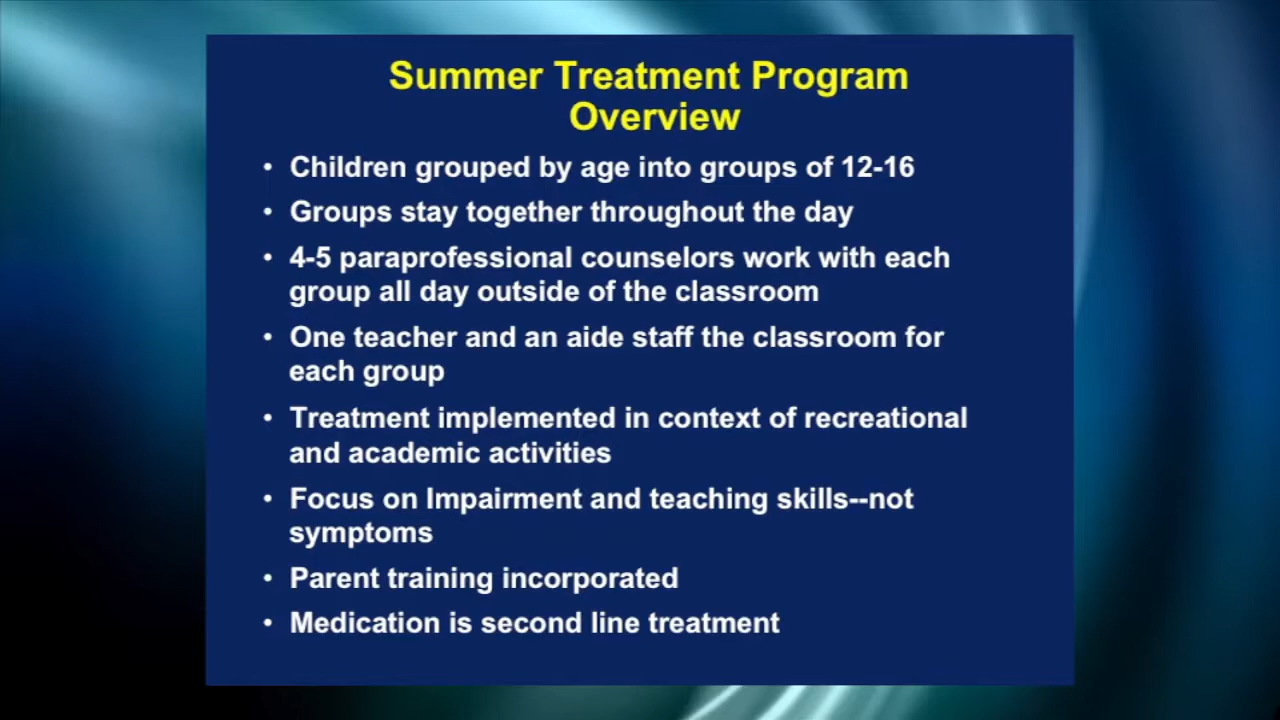 Summer Treatment Program
Overview
• Children grouped by age into groups of 12-16
• Groups stay together throughout the day
• 4-5 paraprofessional counselors work with each
group all day outside of the classroom
• One teacher and an aide staff the classroom for
each group
• Treatment implemented in context of recreational
and academic activities
• Focus on Impairment and teaching skills--not
symptoms
• Parent training incorporated
• Medication is second line treatment